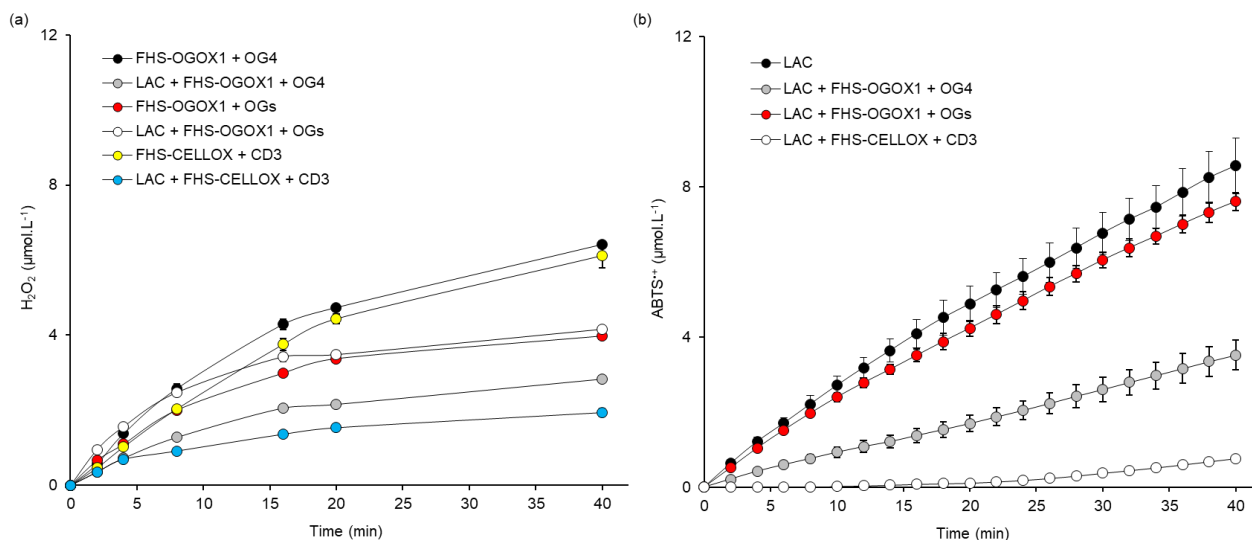 (a)
12
8
4
0
H₂O₂ (µmol.L⁻¹)
FHS-OGOX1 + OG4
LAC + FHS-OGOX1 + OG4
FHS-OGOX1 + OGs
LAC + FHS-OGOX1 + OGs
FHS-CELLOX + CD3
LAC + FHS-CELLOX + CD3
0 5 10 15 20 25 30 35 40
Time (min)
(b)
12
8
4
0
ABTS•+ (µmol.L⁻¹)
LAC
LAC + FHS-OGOX1 + OG4
LAC + FHS-OGOX1 + OGs
LAC + FHS-CELLOX + CD3
0 5 10 15 20 25 30 35 40
Time (min)